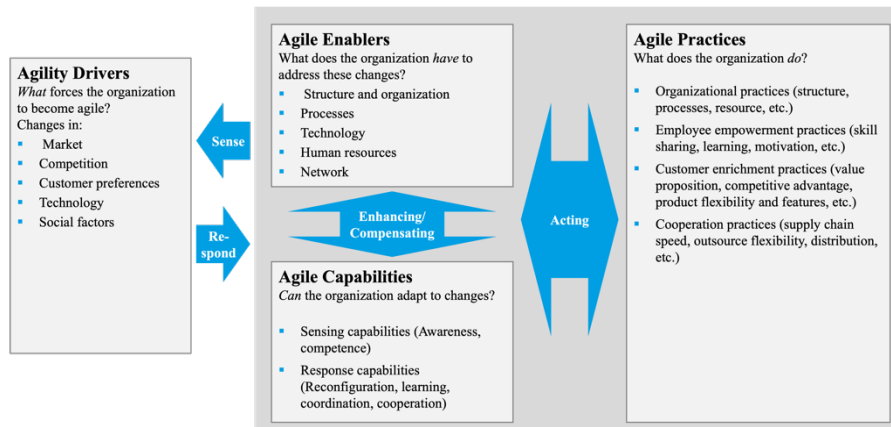 Agility Drivers
What forces the organization
to become agile?
Changes in:
Market
Competition
Customer preferences
Technology
Social factors
Sense
Re-
spond
Agile Enablers
What does the organization have to
address these changes?
Structure and organization
Processes
Technology
Human resources
Network
Enhancing/
Compensating
Agile Capabilities
Can the organization adapt to changes?
Sensing capabilities (Awareness,
competence)
Response capabilities
(Reconfiguration, learning,
coordination, cooperation)
Acting
Agile Practices
What does the organization do?
Organizational practices (structure,
processes, resource, etc.)
Employee empowerment practices (skill
sharing, learning, motivation, etc.)
Customer enrichment practices (value
proposition, competitive advantage,
product flexibility and features, etc.)
Cooperation practices (supply chain
speed, outsource flexibility, distribution,
etc.)